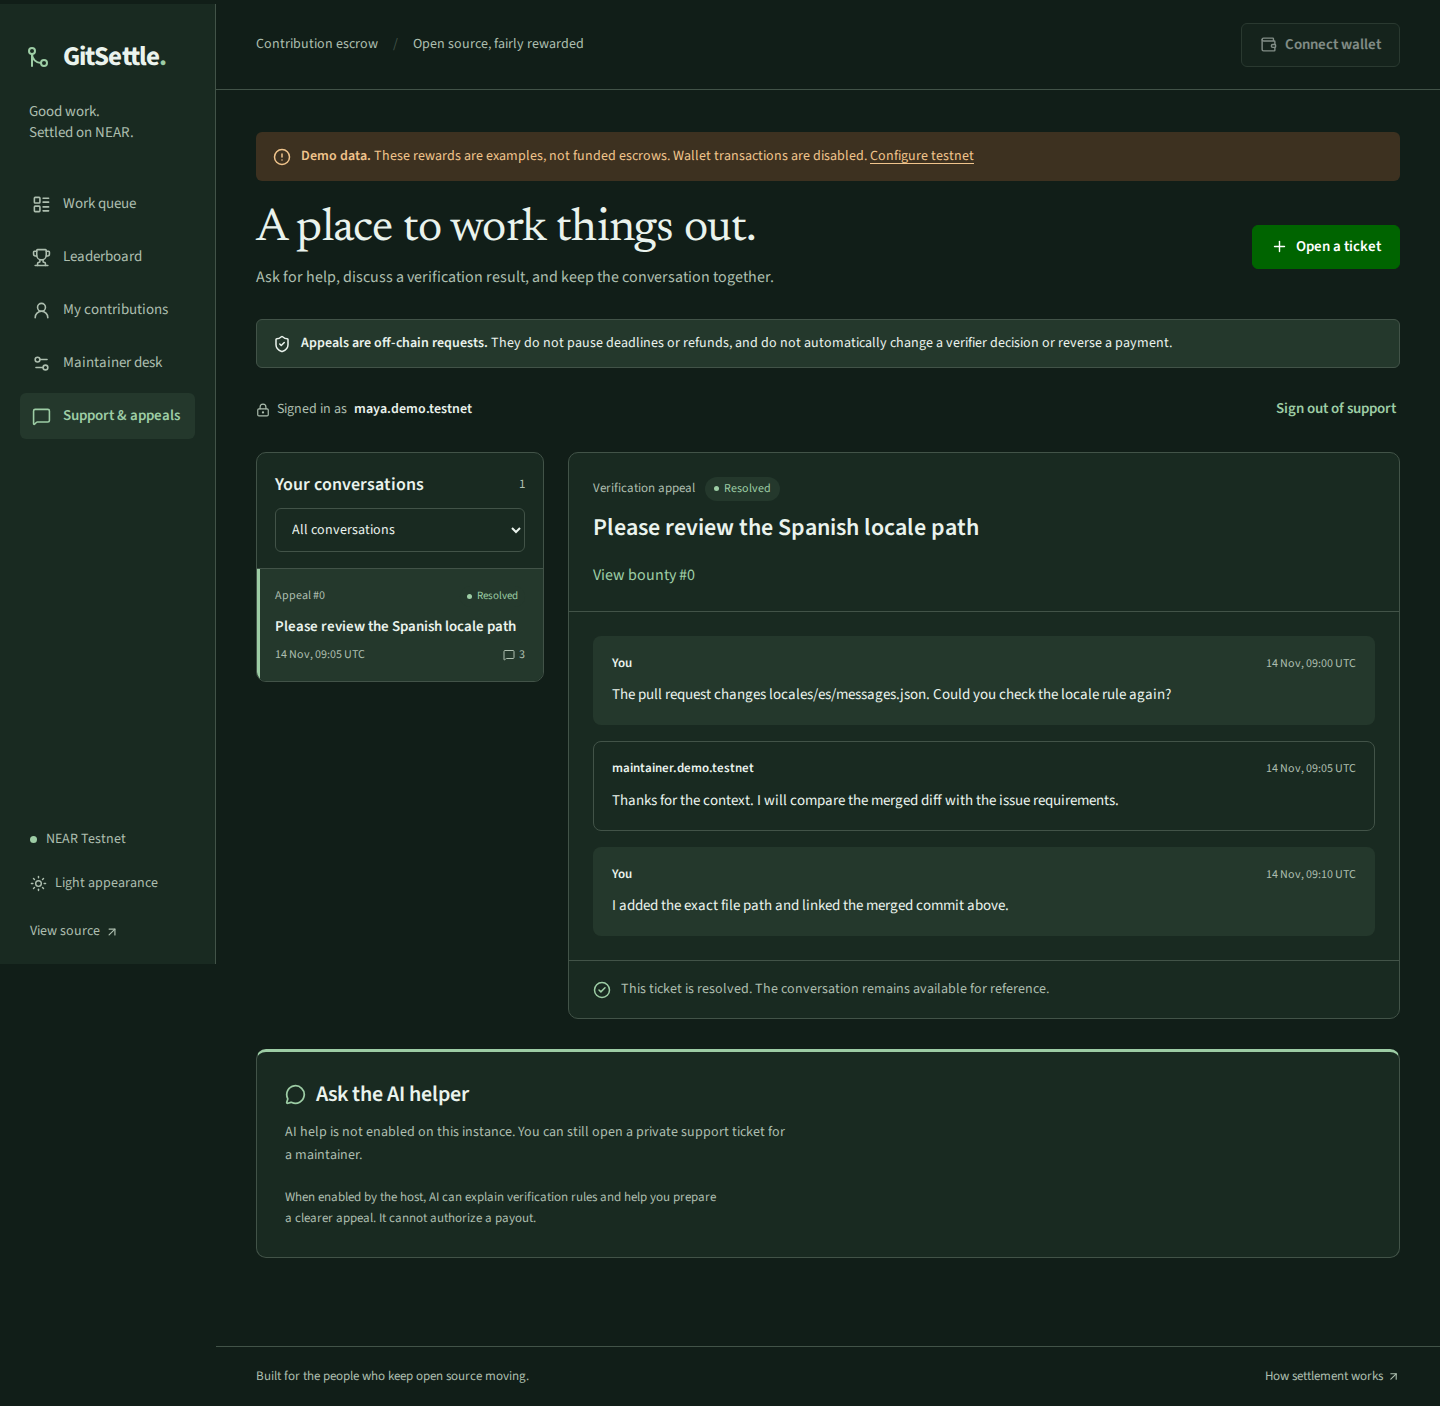 GitSettle.
Good work.
Settled on NEAR.
Work queue
Leaderboard
My contributions
Maintainer desk
Support & appeals
NEAR Testnet
Light appearance
View source
Contribution escrow / Open source, fairly rewarded
Connect wallet
Demo data. These rewards are examples, not funded escrows. Wallet transactions are disabled. Configure testnet
A place to work things out.
Ask for help, discuss a verification result, and keep the conversation together.
Open a ticket
Appeals are off-chain requests. They do not pause deadlines or refunds, and do not automatically change a verifier decision or reverse a payment.
Signed in as maya.demo.testnet
Sign out of support
Your conversations 1
All conversations
Appeal #0 Resolved
Please review the Spanish locale path
14 Nov, 09:05 UTC 3
Verification appeal Resolved
Please review the Spanish locale path
View bounty #0
You 14 Nov, 09:00 UTC
The pull request changes locales/es/messages.json. Could you check the locale rule again?
maintainer.demo.testnet 14 Nov, 09:05 UTC
Thanks for the context. I will compare the merged diff with the issue requirements.
You 14 Nov, 09:10 UTC
I added the exact file path and linked the merged commit above.
This ticket is resolved. The conversation remains available for reference.
Ask the AI helper
AI help is not enabled on this instance. You can still open a private support ticket for
a maintainer.
When enabled by the host, AI can explain verification rules and help you prepare
a clearer appeal. It cannot authorize a payout.
Built for the people who keep open source moving.
How settlement works